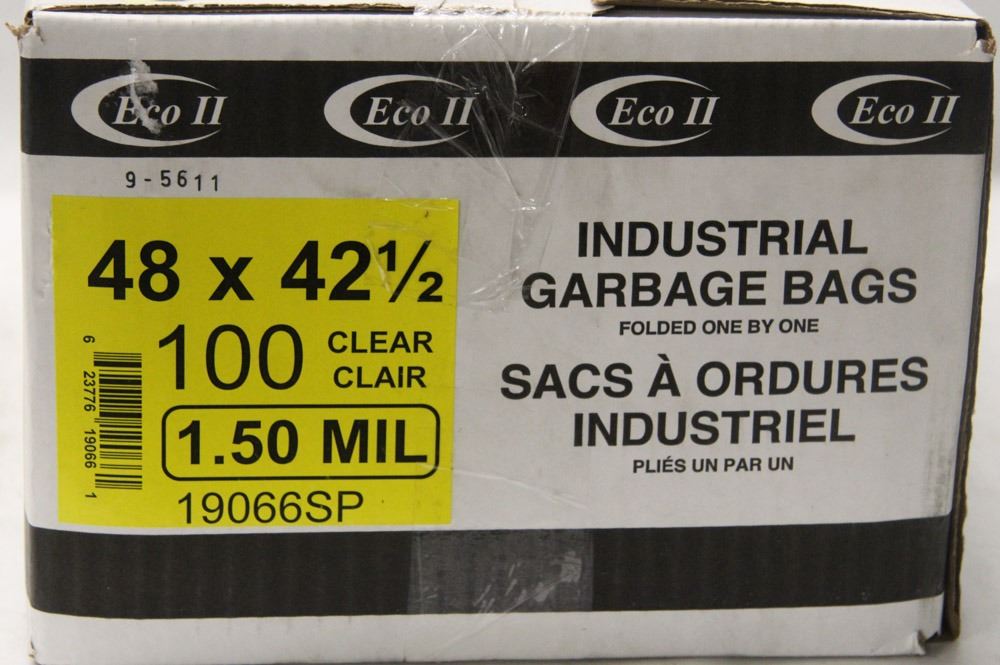 Eco II Eco II Eco II Eco II
9-5611
48 x 42½
100 CLEAR
CLAIR
1.50 MIL
19066SP
6 23776 19066 1
INDUSTRIAL
GARBAGE BAGS
FOLDED ONE BY ONE
SACS À ORDURES
INDUSTRIEL
PLIÉS UN PAR UN